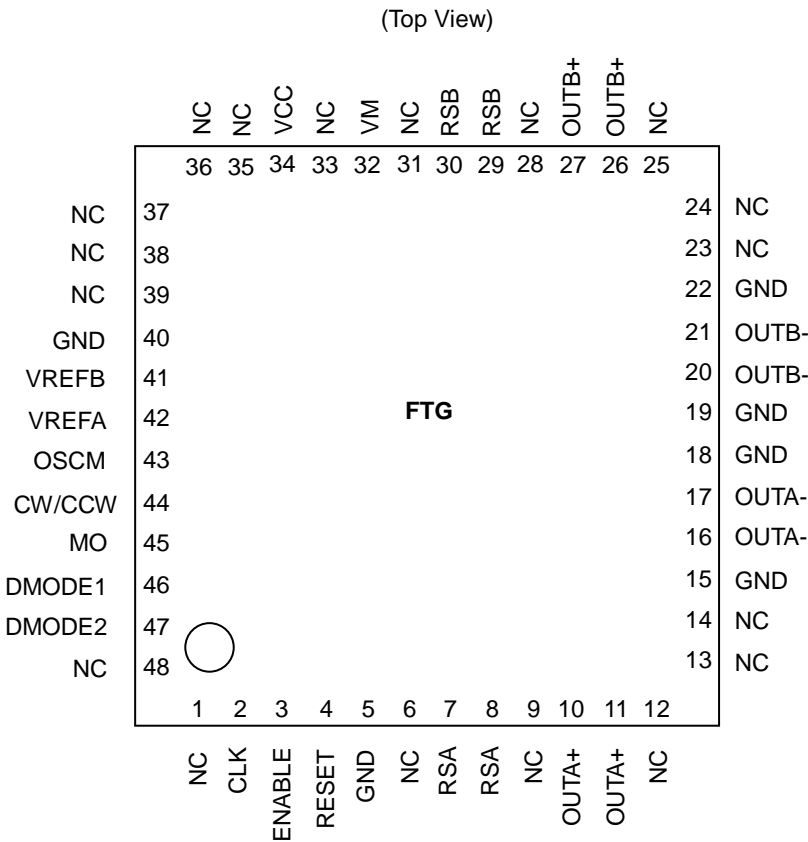 (Top View)
NC NC VCC NC VM NC RSB RSB NC OUTB+ OUTB+ NC
36 35 34 33 32 31 30 29 28 27 26 25
NC 37 24 NC
NC 38 23 NC
NC 39 22 GND
GND 40 21 OUTB-
VREFB 41 20 OUTB-
VREFA 42 FTG 19 GND
OSCM 43 18 GND
CW/CCW 44 17 OUTA-
MO 45 16 OUTA-
DMODE1 46 15 GND
DMODE2 47 14 NC
NC 48 13 NC
1 2 3 4 5 6 7 8 9 10 11 12
NC CLK ENABLE RESET GND NC RSA RSA NC OUTA+ OUTA+ NC